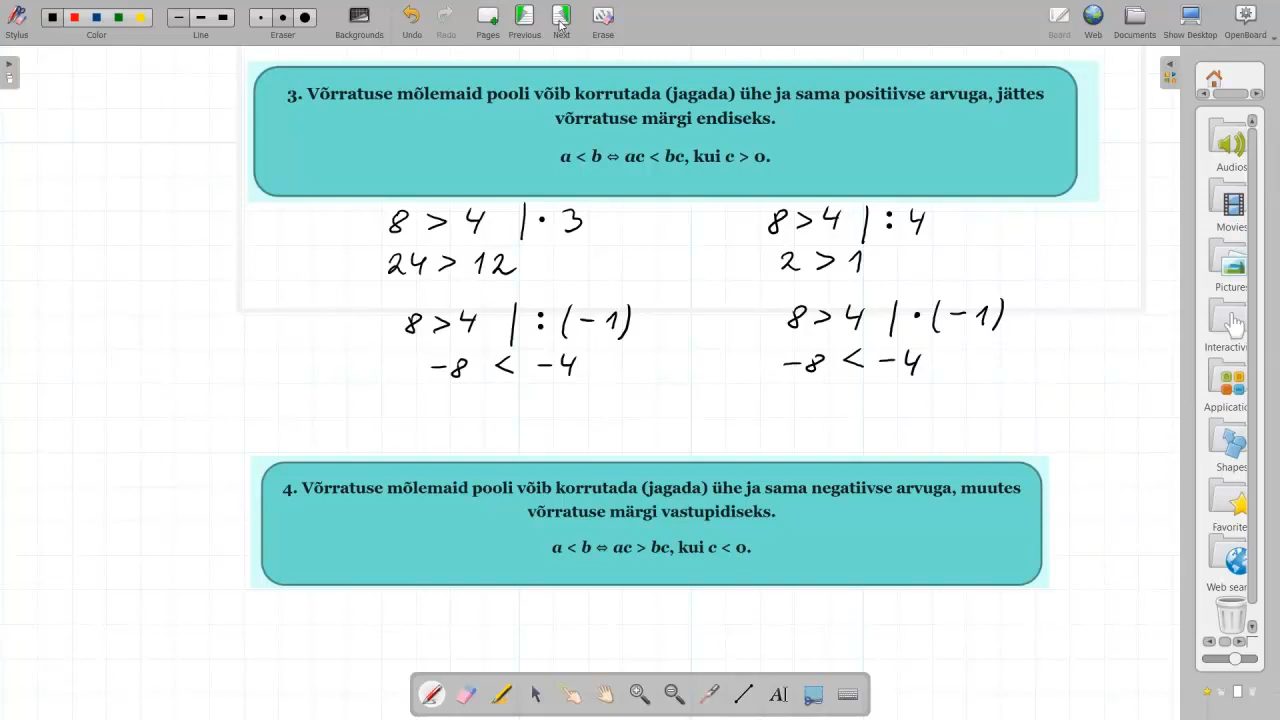 Stylus Color Line Eraser Backgrounds Undo Redo Pages Previous Next Erase Board Web Documents Show Desktop OpenBoard
3. Võrratuse mõlemaid pooli võib korrutada (jagada) ühe ja sama positiivse arvuga, jättes
võrratuse märgi endiseks.
a < b ⇔ ac < bc, kui c > 0.
8 > 4 | · 3
24 > 12
8 > 4 | : 4
2 > 1
8 > 4 | : (-1)
-8 < -4
8 > 4 | · (-1)
-8 < -4
4. Võrratuse mõlemaid pooli võib korrutada (jagada) ühe ja sama negatiivse arvuga, muutes
võrratuse märgi vastupidiseks.
a < b ⇔ ac > bc, kui c < 0.
Audios
Movies
Pictures
Interactiv
Applicatio
Shapes
Favorite
Web sear
AI